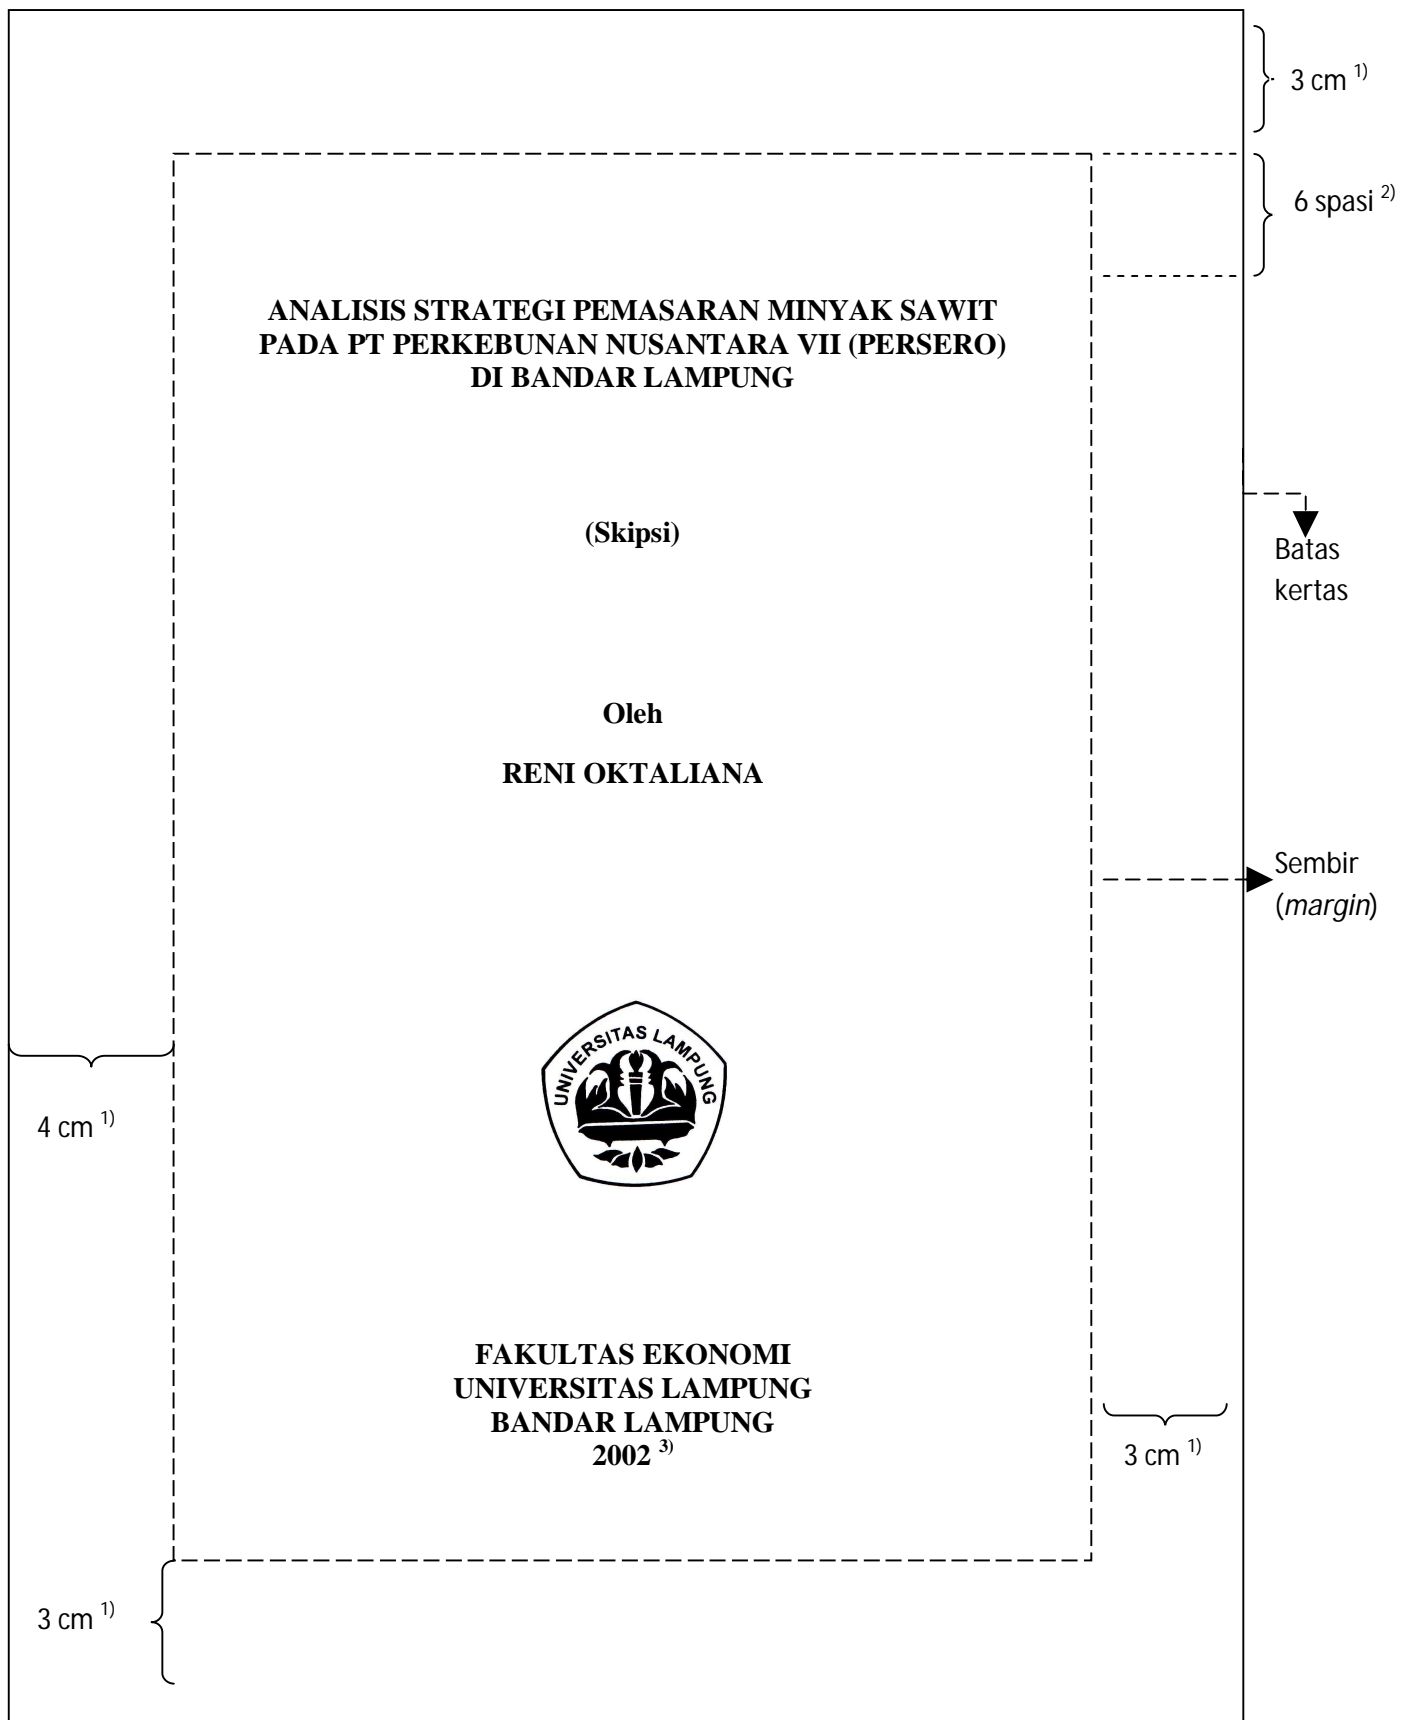 3 cm 1)
6 spasi 2)
ANALISIS STRATEGI PEMASARAN MINYAK SAWIT
PADA PT PERKEBUNAN NUSANTARA VII (PERSERO)
DI BANDAR LAMPUNG
(Skipsi)
Batas
kertas
Oleh
RENI OKTALIANA
Sembir
(margin)
UNIVERSITAS LAMPUNG
4 cm 1)
FAKULTAS EKONOMI
UNIVERSITAS LAMPUNG
BANDAR LAMPUNG
2002 3)
3 cm 1)
3 cm 1)